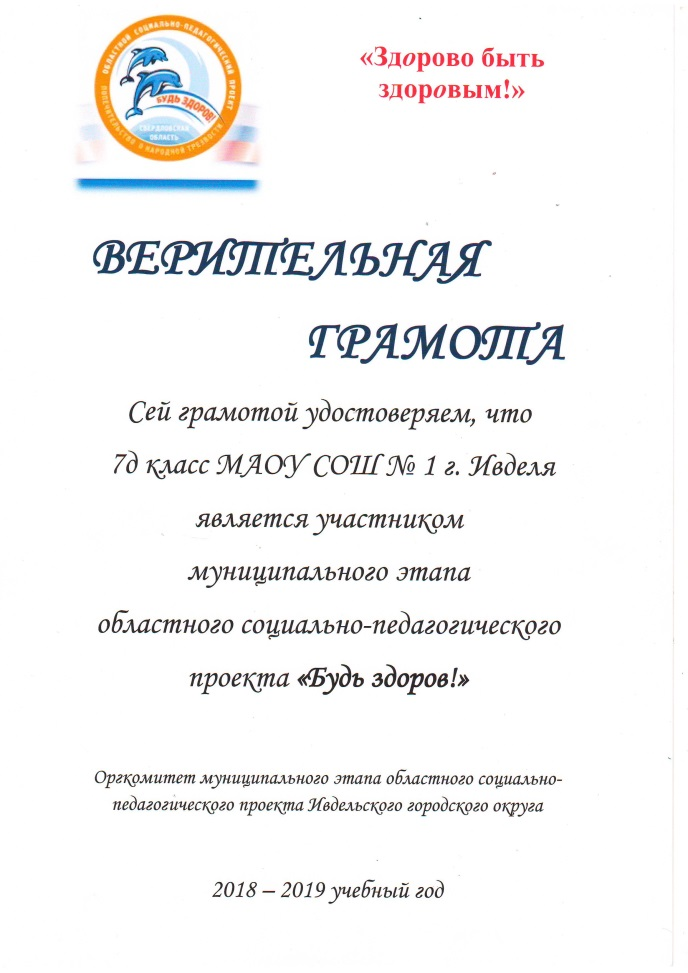 ОБЛАСТНОЙ СОЦИАЛЬНО-ПЕДАГОГИЧЕСКИЙ ПРОЕКТ
БУДЬ ЗДОРОВ!
СВЕРДЛОВСКАЯ
ОБЛАСТЬ
ПОПЕЧИТЕЛЬСТВО О НАРОДНОЙ ТРЕЗВОСТИ
«Здорово быть
здоровым!»
ВЕРИТЕЛЬНАЯ
ГРАМОТА
Сей грамотой удостоверяем, что
7д класс МАОУ СОШ № 1 г. Ивделя
является участником
муниципального этапа
областного социально-педагогического
проекта «Будь здоров!»
Оргкомитет муниципального этапа областного социально-
педагогического проекта Ивдельского городского округа
2018 – 2019 учебный год